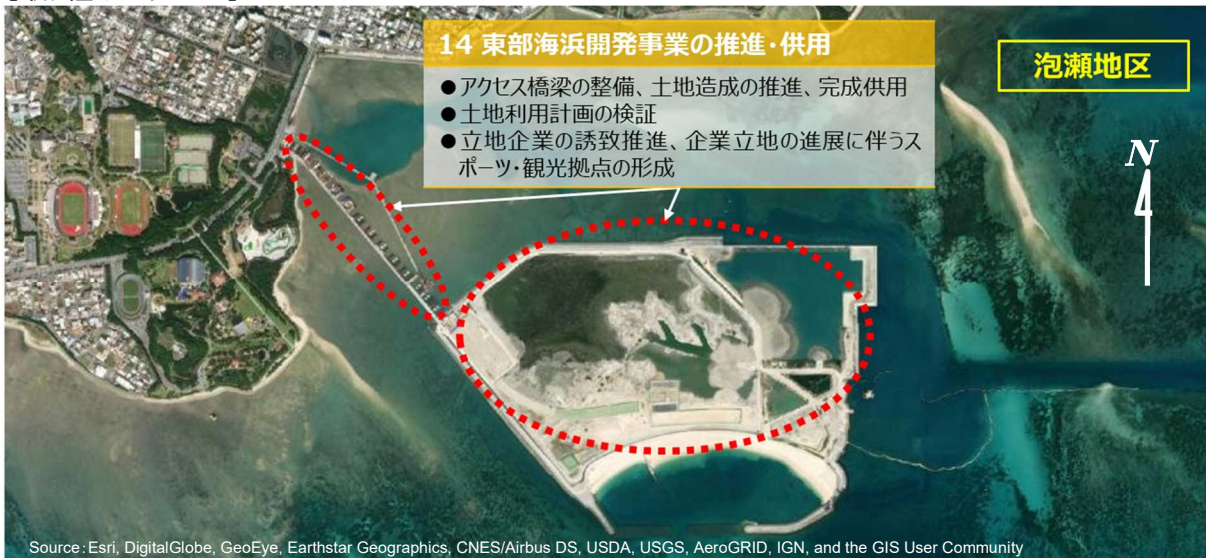 14 東部海浜開発事業の推進・供用
●アクセス橋梁の整備、土地造成の推進、完成供用
●土地利用計画の検証
●立地企業の誘致推進、企業立地の進展に伴うス
ポーツ・観光拠点の形成
泡瀬地区
N
Source:Esri, DigitalGlobe, GeoEye, Earthstar Geographics, CNES/Airbus DS, USDA, USGS, AeroGRID, IGN, and the GIS User Community